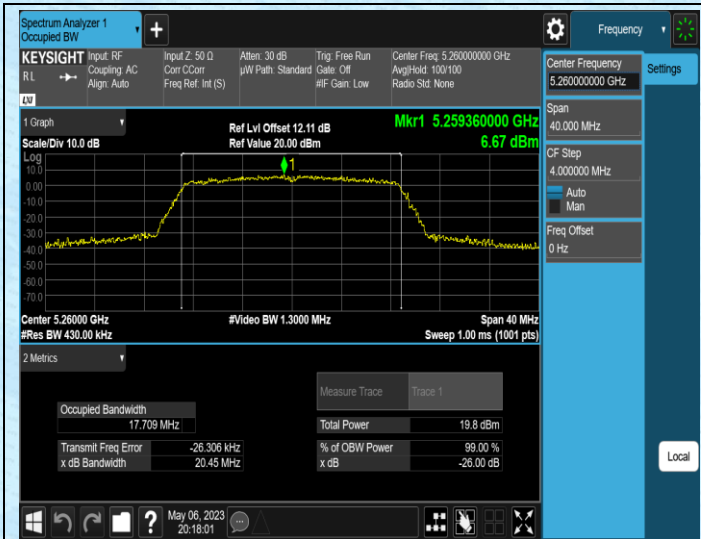 Spectrum Analyzer 1
Occupied BW
Frequency
KEYSIGHT
R L
LXI
Input: RF
Coupling: AC
Align: Auto
Input Z: 50 Ω
Corr CCorr
Freq Ref: Int (S)
Atten: 30 dB
µW Path: Standard
Trig: Free Run
Gate: Off
#IF Gain: Low
Center Freq: 5.260000000 GHz
Avg|Hold: 100/100
Radio Std: None
Center Frequency
5.260000000 GHz
Settings
Span
40.000 MHz
CF Step
4.000000 MHz
Auto
Man
Freq Offset
0 Hz
1 Graph
Scale/Div 10.0 dB
Ref Lvl Offset 12.11 dB
Ref Value 20.00 dBm
Mkr1 5.259360000 GHz
6.67 dBm
Log
1
10.0
0.00
-10.0
-20.0
-30.0
-40.0
-50.0
-60.0
-70.0
Center 5.26000 GHz
#Res BW 430.00 kHz
#Video BW 1.3000 MHz
Span 40 MHz
Sweep 1.00 ms (1001 pts)
2 Metrics
Measure Trace Trace 1
Occupied Bandwidth
17.709 MHz
Total Power 19.8 dBm
Transmit Freq Error -26.306 kHz
% of OBW Power 99.00 %
x dB Bandwidth 20.45 MHz
x dB -26.00 dB
Local
May 06, 2023
20:18:01